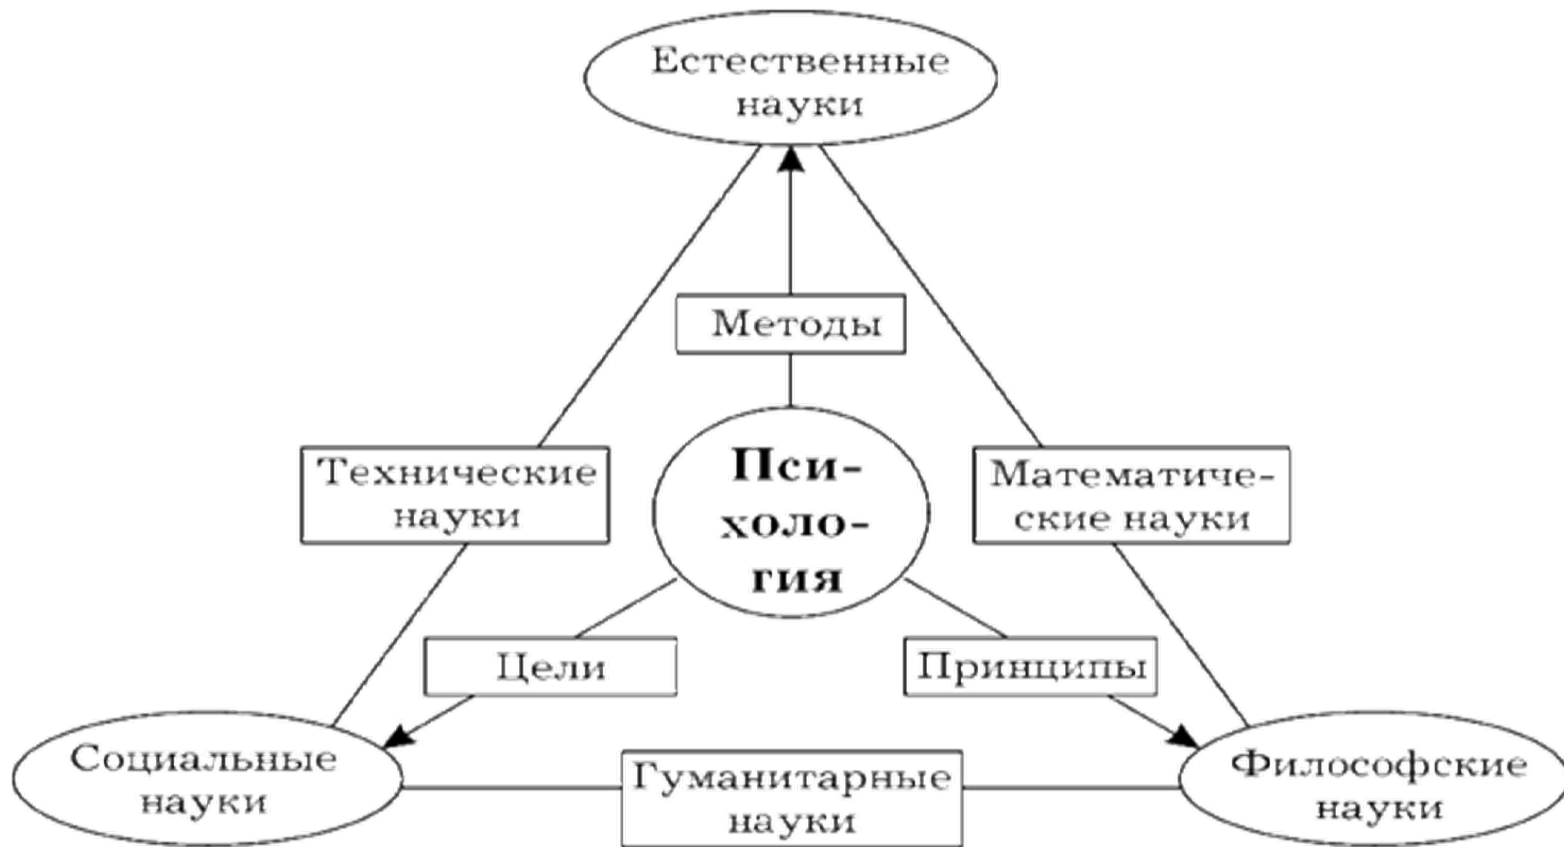 Естественные
науки
Методы
Технические
науки
Пси-
холо-
гия
Математиче-
ские науки
Цели
Принципы
Социальные
науки
Гуманитарные
науки
Философские
науки